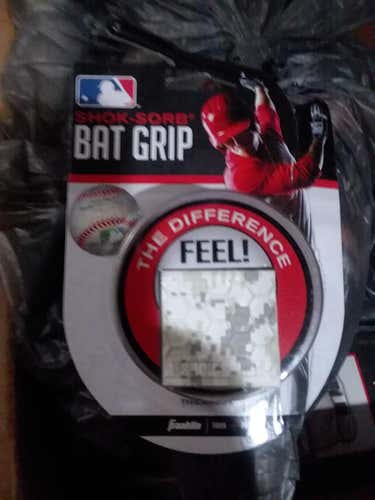 SHOK-SORB®
BAT GRIP
THE DIFFERENCE
FEEL!
Franklin